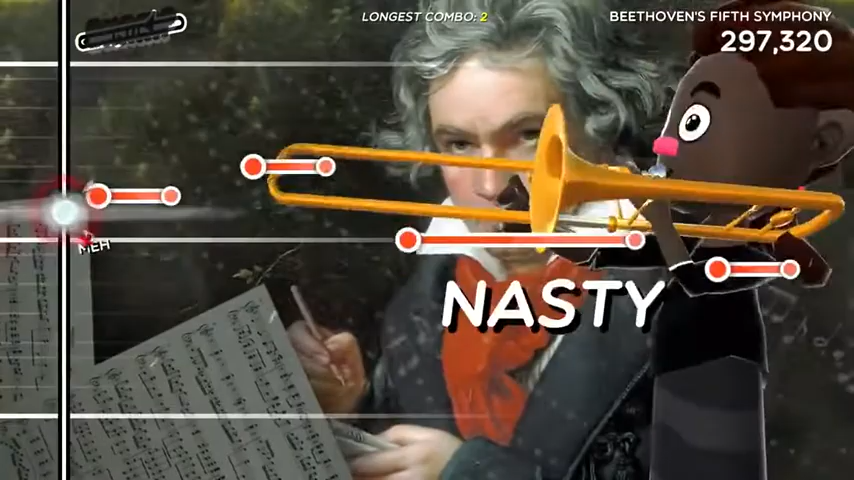 LONGEST COMBO: 2
BEETHOVEN'S FIFTH SYMPHONY
297,320
MEH
NASTY